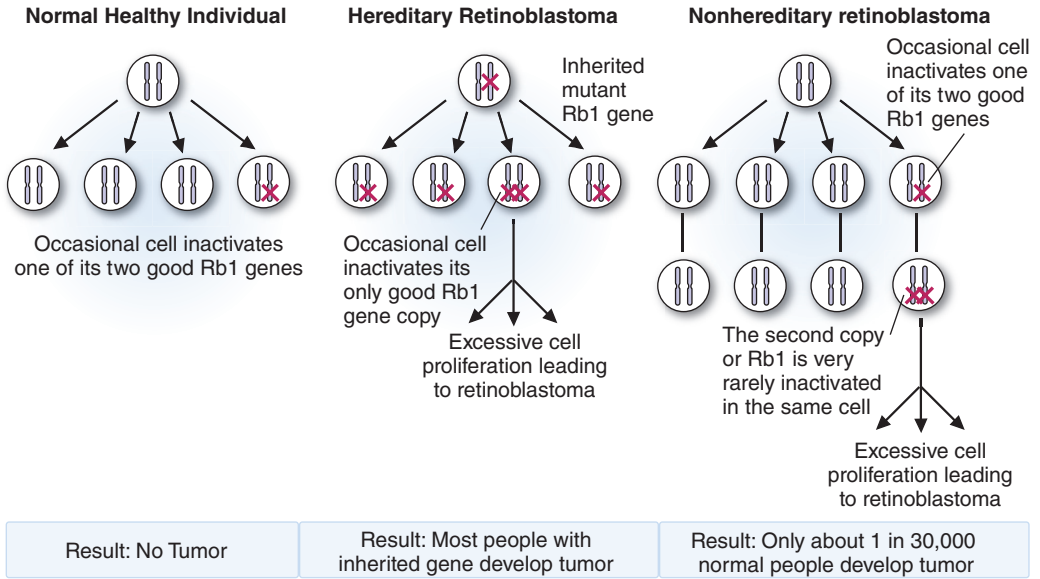 Normal Healthy Individual
Hereditary Retinoblastoma
Nonhereditary retinoblastoma
Inherited
mutant
Rb1 gene
Occasional cell
inactivates one
of its two good
Rb1 genes
Occasional cell inactivates
one of its two good Rb1 genes
Occasional cell
inactivates its
only good Rb1
gene copy
Excessive cell
proliferation leading
to retinoblastoma
The second copy
or Rb1 is very
rarely inactivated
in the same cell
Excessive cell
proliferation leading
to retinoblastoma
Result: No Tumor
Result: Most people with
inherited gene develop tumor
Result: Only about 1 in 30,000
normal people develop tumor